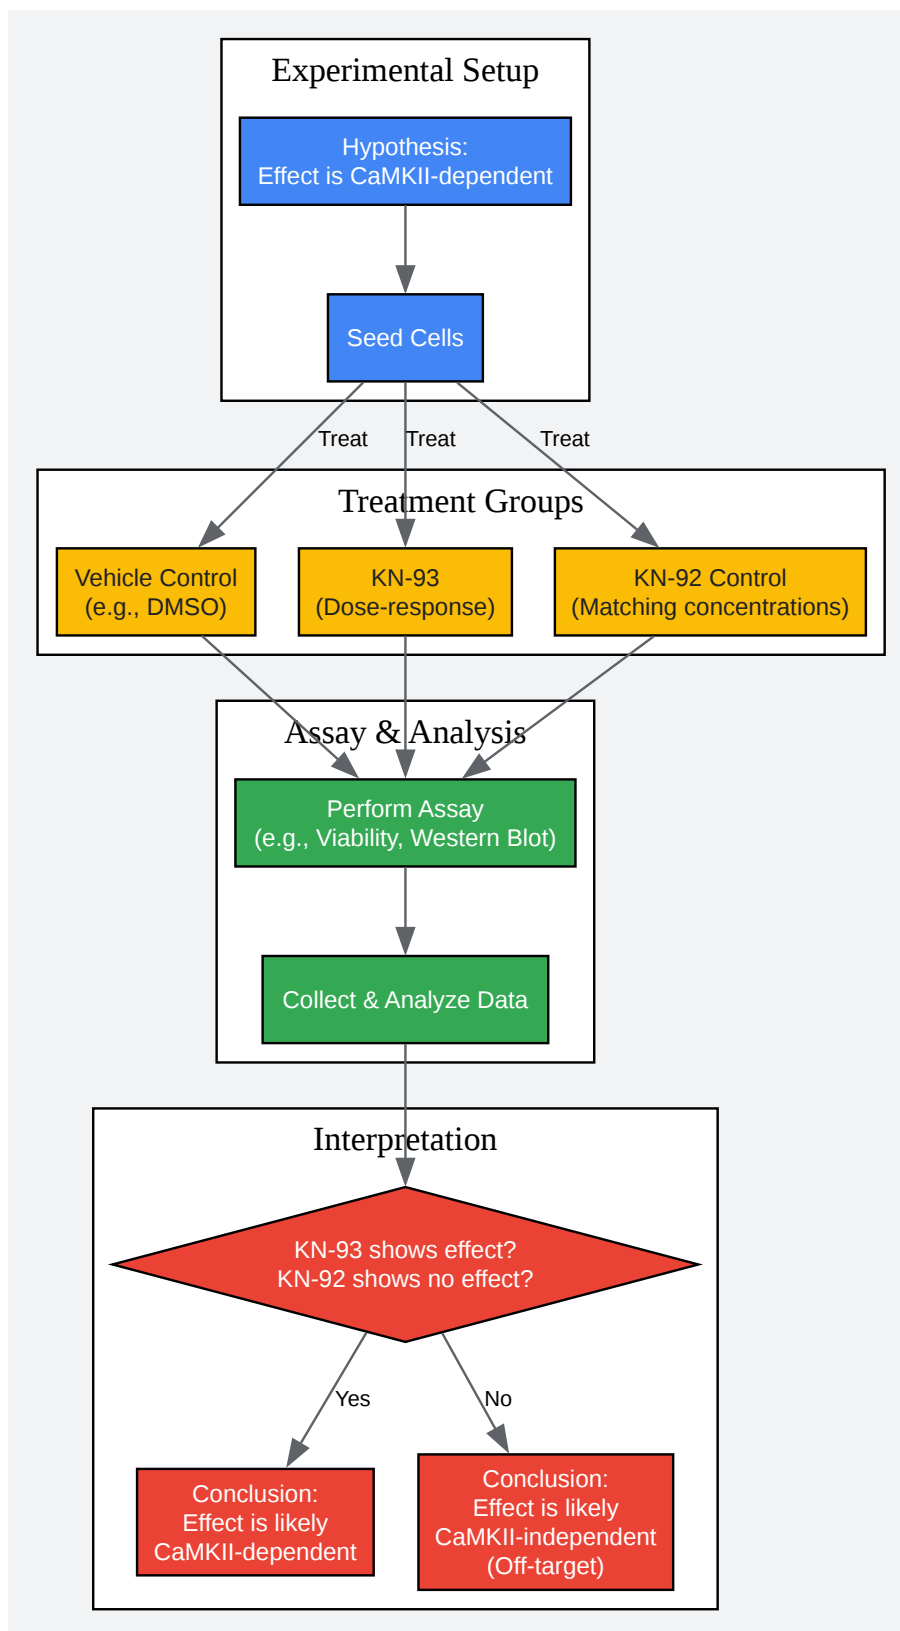 Experimental Setup
Hypothesis:
Effect is CaMKII-dependent
Seed Cells
Treat
Treat
Treat
Treatment Groups
Vehicle Control
(e.g., DMSO)
KN-93
(Dose-response)
KN-92 Control
(Matching concentrations)
Assay & Analysis
Perform Assay
(e.g., Viability, Western Blot)
Collect & Analyze Data
Interpretation
KN-93 shows effect?
KN-92 shows no effect?
Yes
No
Conclusion:
Effect is likely
CaMKII-dependent
Conclusion:
Effect is likely
CaMKII-independent
(Off-target)